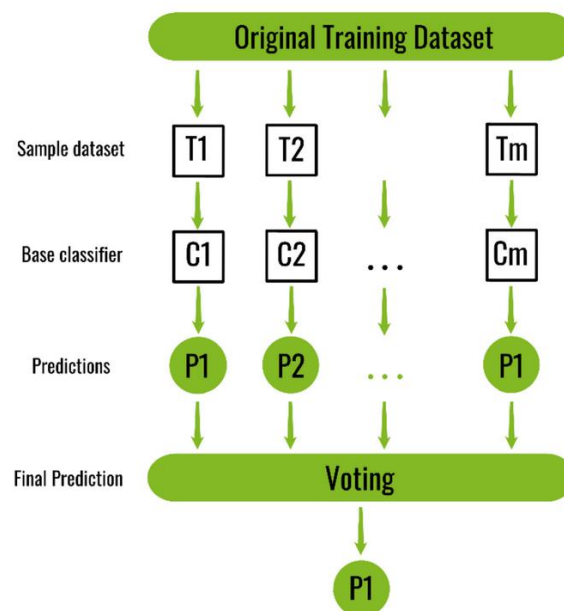 Original Training Dataset
Sample dataset T1 T2 Tm
Base classifier C1 C2 ... Cm
Predictions P1 P2 ... P1
Final Prediction Voting
P1